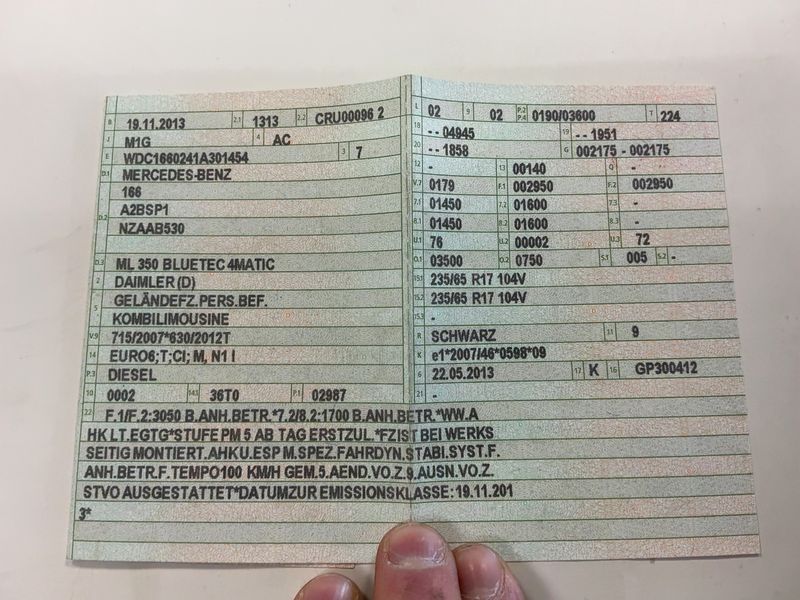 B 19.11.2013 2.1 1313 2.2 CRU00096 2
J M1G 4 AC
E WDC1660241A301454 3 7
D.1 MERCEDES-BENZ
166
D.2 A2BSP1
NZAAB530
D.3 ML 350 BLUETEC 4MATIC
2 DAIMLER (D)
5 GELÄNDEFZ.PERS.BEF.
KOMBILIMOUSINE
V.9 715/2007*630/2012T
14 EURO6;T;CI; M, N1 I
P.3 DIESEL
10 0002 14.1 36T0 P.1 02987
L 02 9 02 P.2 P.4 0190/03600 T 224
18 --04945 19 --1951
20 --1858 G 002175 - 002175
12 - 13 00140 Q -
V.7 0179 F.1 002950 F.2 002950
7.1 01450 7.2 01600 7.3 -
8.1 01450 8.2 01600 8.3 -
U.1 76 U.2 00002 U.3 72
O.1 03500 O.2 0750 S.1 005 S.2 -
15.1 235/65 R17 104V
15.2 235/65 R17 104V
15.3 -
R SCHWARZ 11 9
K e1*2007/46*0598*09
6 22.05.2013 17 K 16 GP300412
21 -
22 F.1/F.2:3050 B.ANH.BETR.*7.2/8.2:1700 B.ANH.BETR.*WW.A
HK LT.EGTG*STUFE PM 5 AB TAG ERSTZUL.*FZ IST BEI WERKS
SEITIG MONTIERT.AHKU.ESP M.SPEZ.FAHRDYN.STABI.SYST.F.
ANH.BETR.F.TEMPO100 KM/H GEM.5.AEND.VO.Z.9.AUSN.VO.Z.
STVO AUSGESTATTET*DATUMZUR EMISSIONSKLASSE:19.11.201
3*